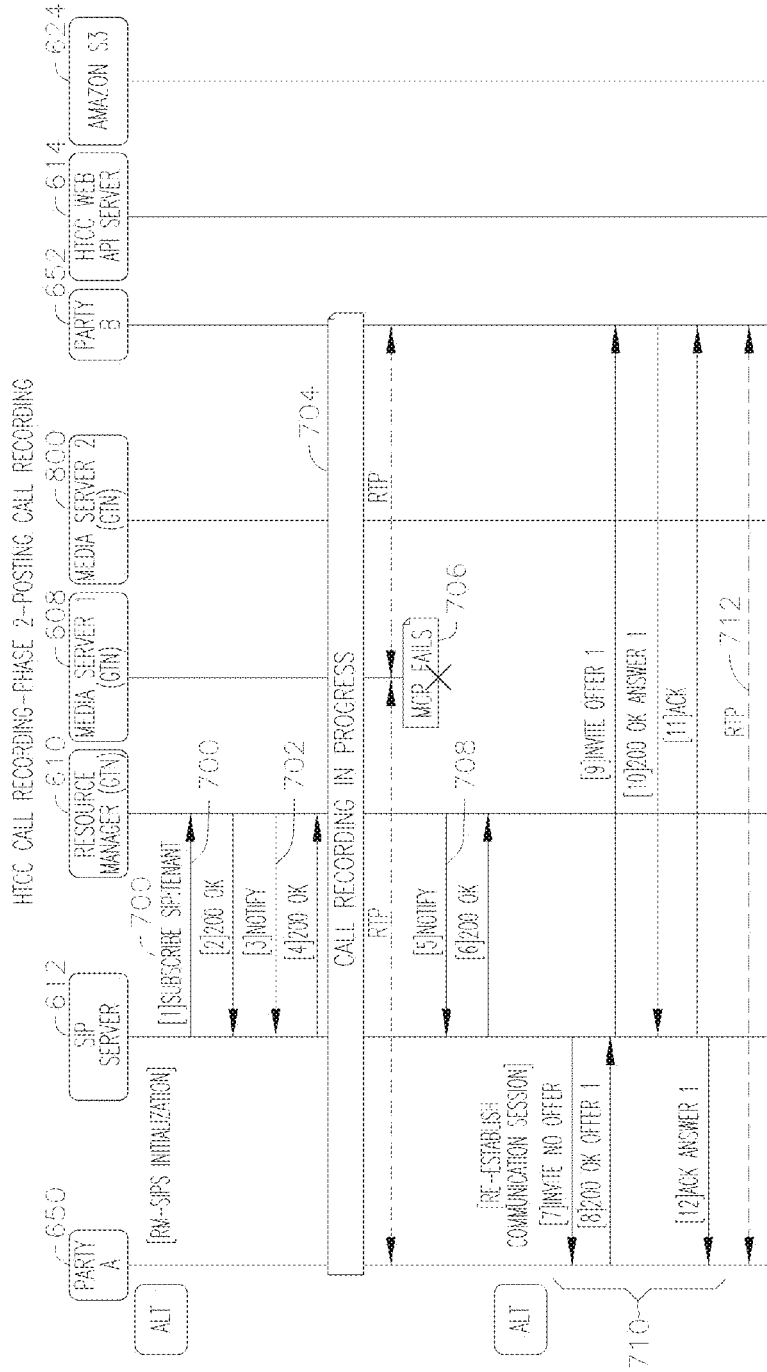 HTCC CALL RECORDING-PHASE 2-POSTING CALL RECORDING
650
612
610
608
800
652
614
624
PARTY
A
SIP
SERVER
RESOURCE
MANAGER (GTN)
MEDIA SERVER 1
(GTN)
MEDIA SERVER 2
(GTN)
PARTY
B
HTCC WEB
API SERVER
AMAZON S3
ALT
[RM-SIPS INITIALIZATION]
700
[1]SUBSCRIBE SIP:TENANT
700
[2]200 OK
[3]NOTIFY
702
[4]200 OK
704
CALL RECORDING IN PROGRESS
RTP
RTP
MCP FAILS
706
[5]NOTIFY
708
[6]200 OK
ALT
[RE-ESTABLISH
COMMUNICATION SESSION]
[7]INVITE NO OFFER
[8]200 OK OFFER 1
[9]INVITE OFFER 1
[10]200 OK ANSWER 1
[11]ACK
[12]ACK ANSWER 1
RTP
712
710